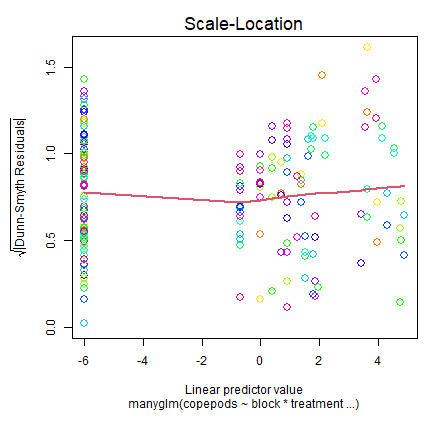 Scale-Location
√|Dunn-Smyth Residuals|
1.5
1.0
0.5
0.0
-6 -4 -2 0 2 4
Linear predictor value
manyglm(copepods ~ block * treatment ...)